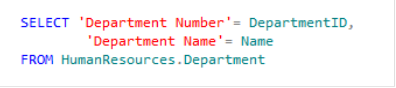 SELECT 'Department Number'= DepartmentID,
'Department Name'= Name
FROM HumanResources.Department